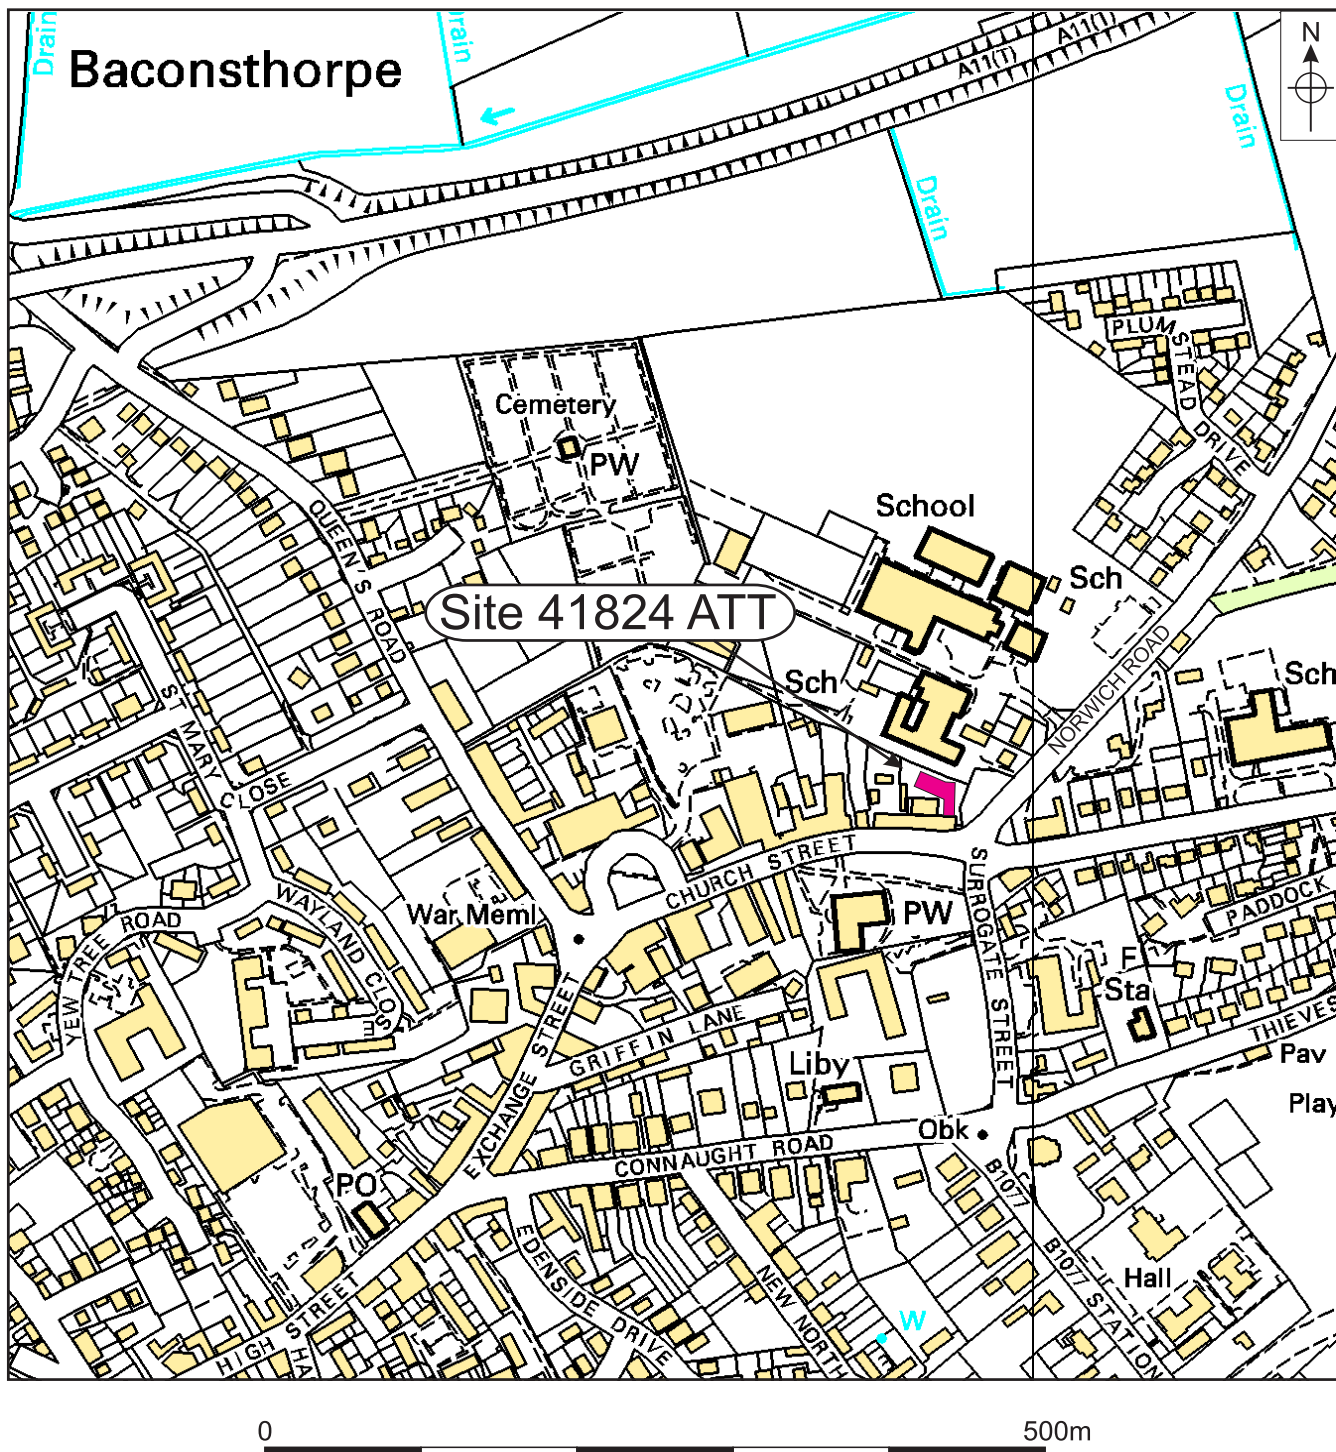 Drain
Drain
A11(T)
A11(T)
N
Baconsthorpe
Drain
Drain
PLUMSTEAD DRIVE
Cemetery
PW
School
QUEEN'S ROAD
Sch
Site 41824 ATT
NORWICH ROAD
Sch
Sch
ST MARY CLOSE
CHURCH STREET
SURROGATE STREET
WAYLAND CLOSE
YEW TREE ROAD
War Meml
PW
PADDOCK
F
Sta
EXCHANGE STREET
GRIFFIN LANE
THIEVES
Pav
Liby
Play
Obk
CONNAUGHT ROAD
B1077
PO
EDENSIDE DRIVE
NEW NORTH
B1077 STATION
Hall
W
HIGH STREET
HA
0 500m